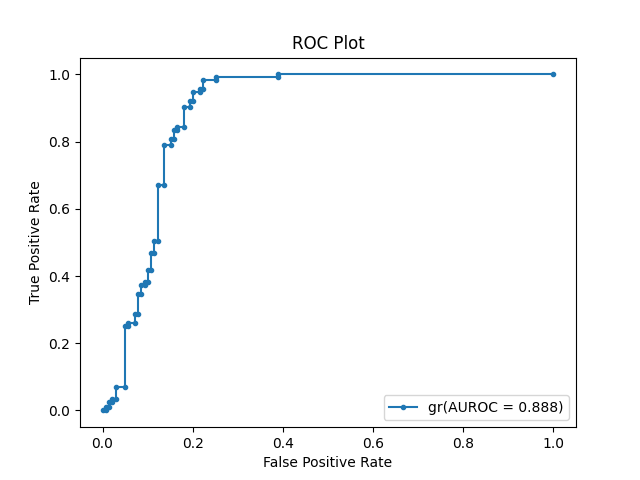 ROC Plot
True Positive Rate
1.0
0.8
0.6
0.4
0.2
0.0
gr(AUROC = 0.888)
0.0 0.2 0.4 0.6 0.8 1.0
False Positive Rate